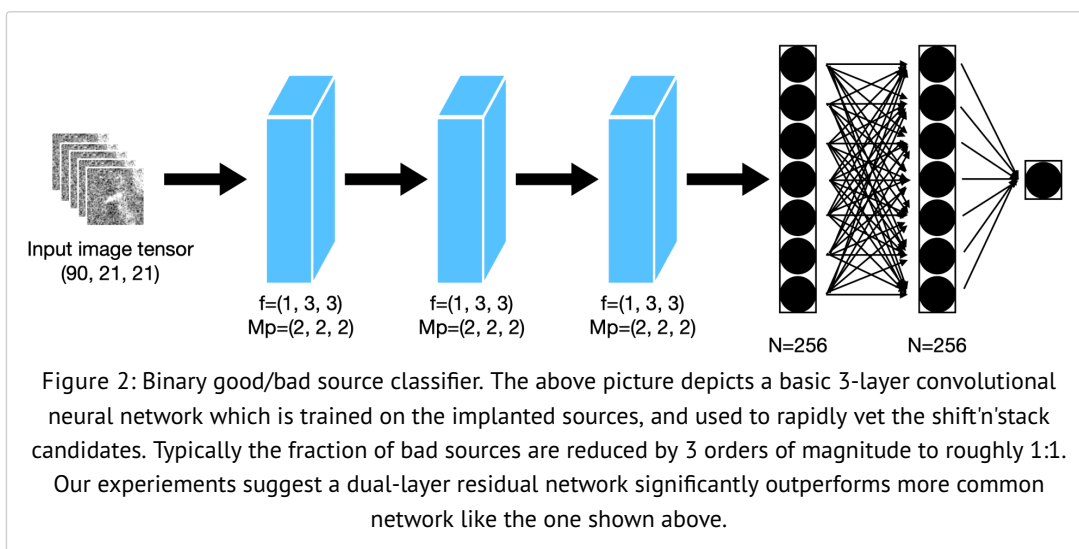 Input image tensor
(90, 21, 21)
f=(1, 3, 3)
Mp=(2, 2, 2)
f=(1, 3, 3)
Mp=(2, 2, 2)
f=(1, 3, 3)
Mp=(2, 2, 2)
N=256
N=256
Figure 2: Binary good/bad source classifier. The above picture depicts a basic 3-layer convolutional
neural network which is trained on the implanted sources, and used to rapidly vet the shift'n'stack
candidates. Typically the fraction of bad sources are reduced by 3 orders of magnitude to roughly 1:1.
Our experiements suggest a dual-layer residual network significantly outperforms more common
network like the one shown above.